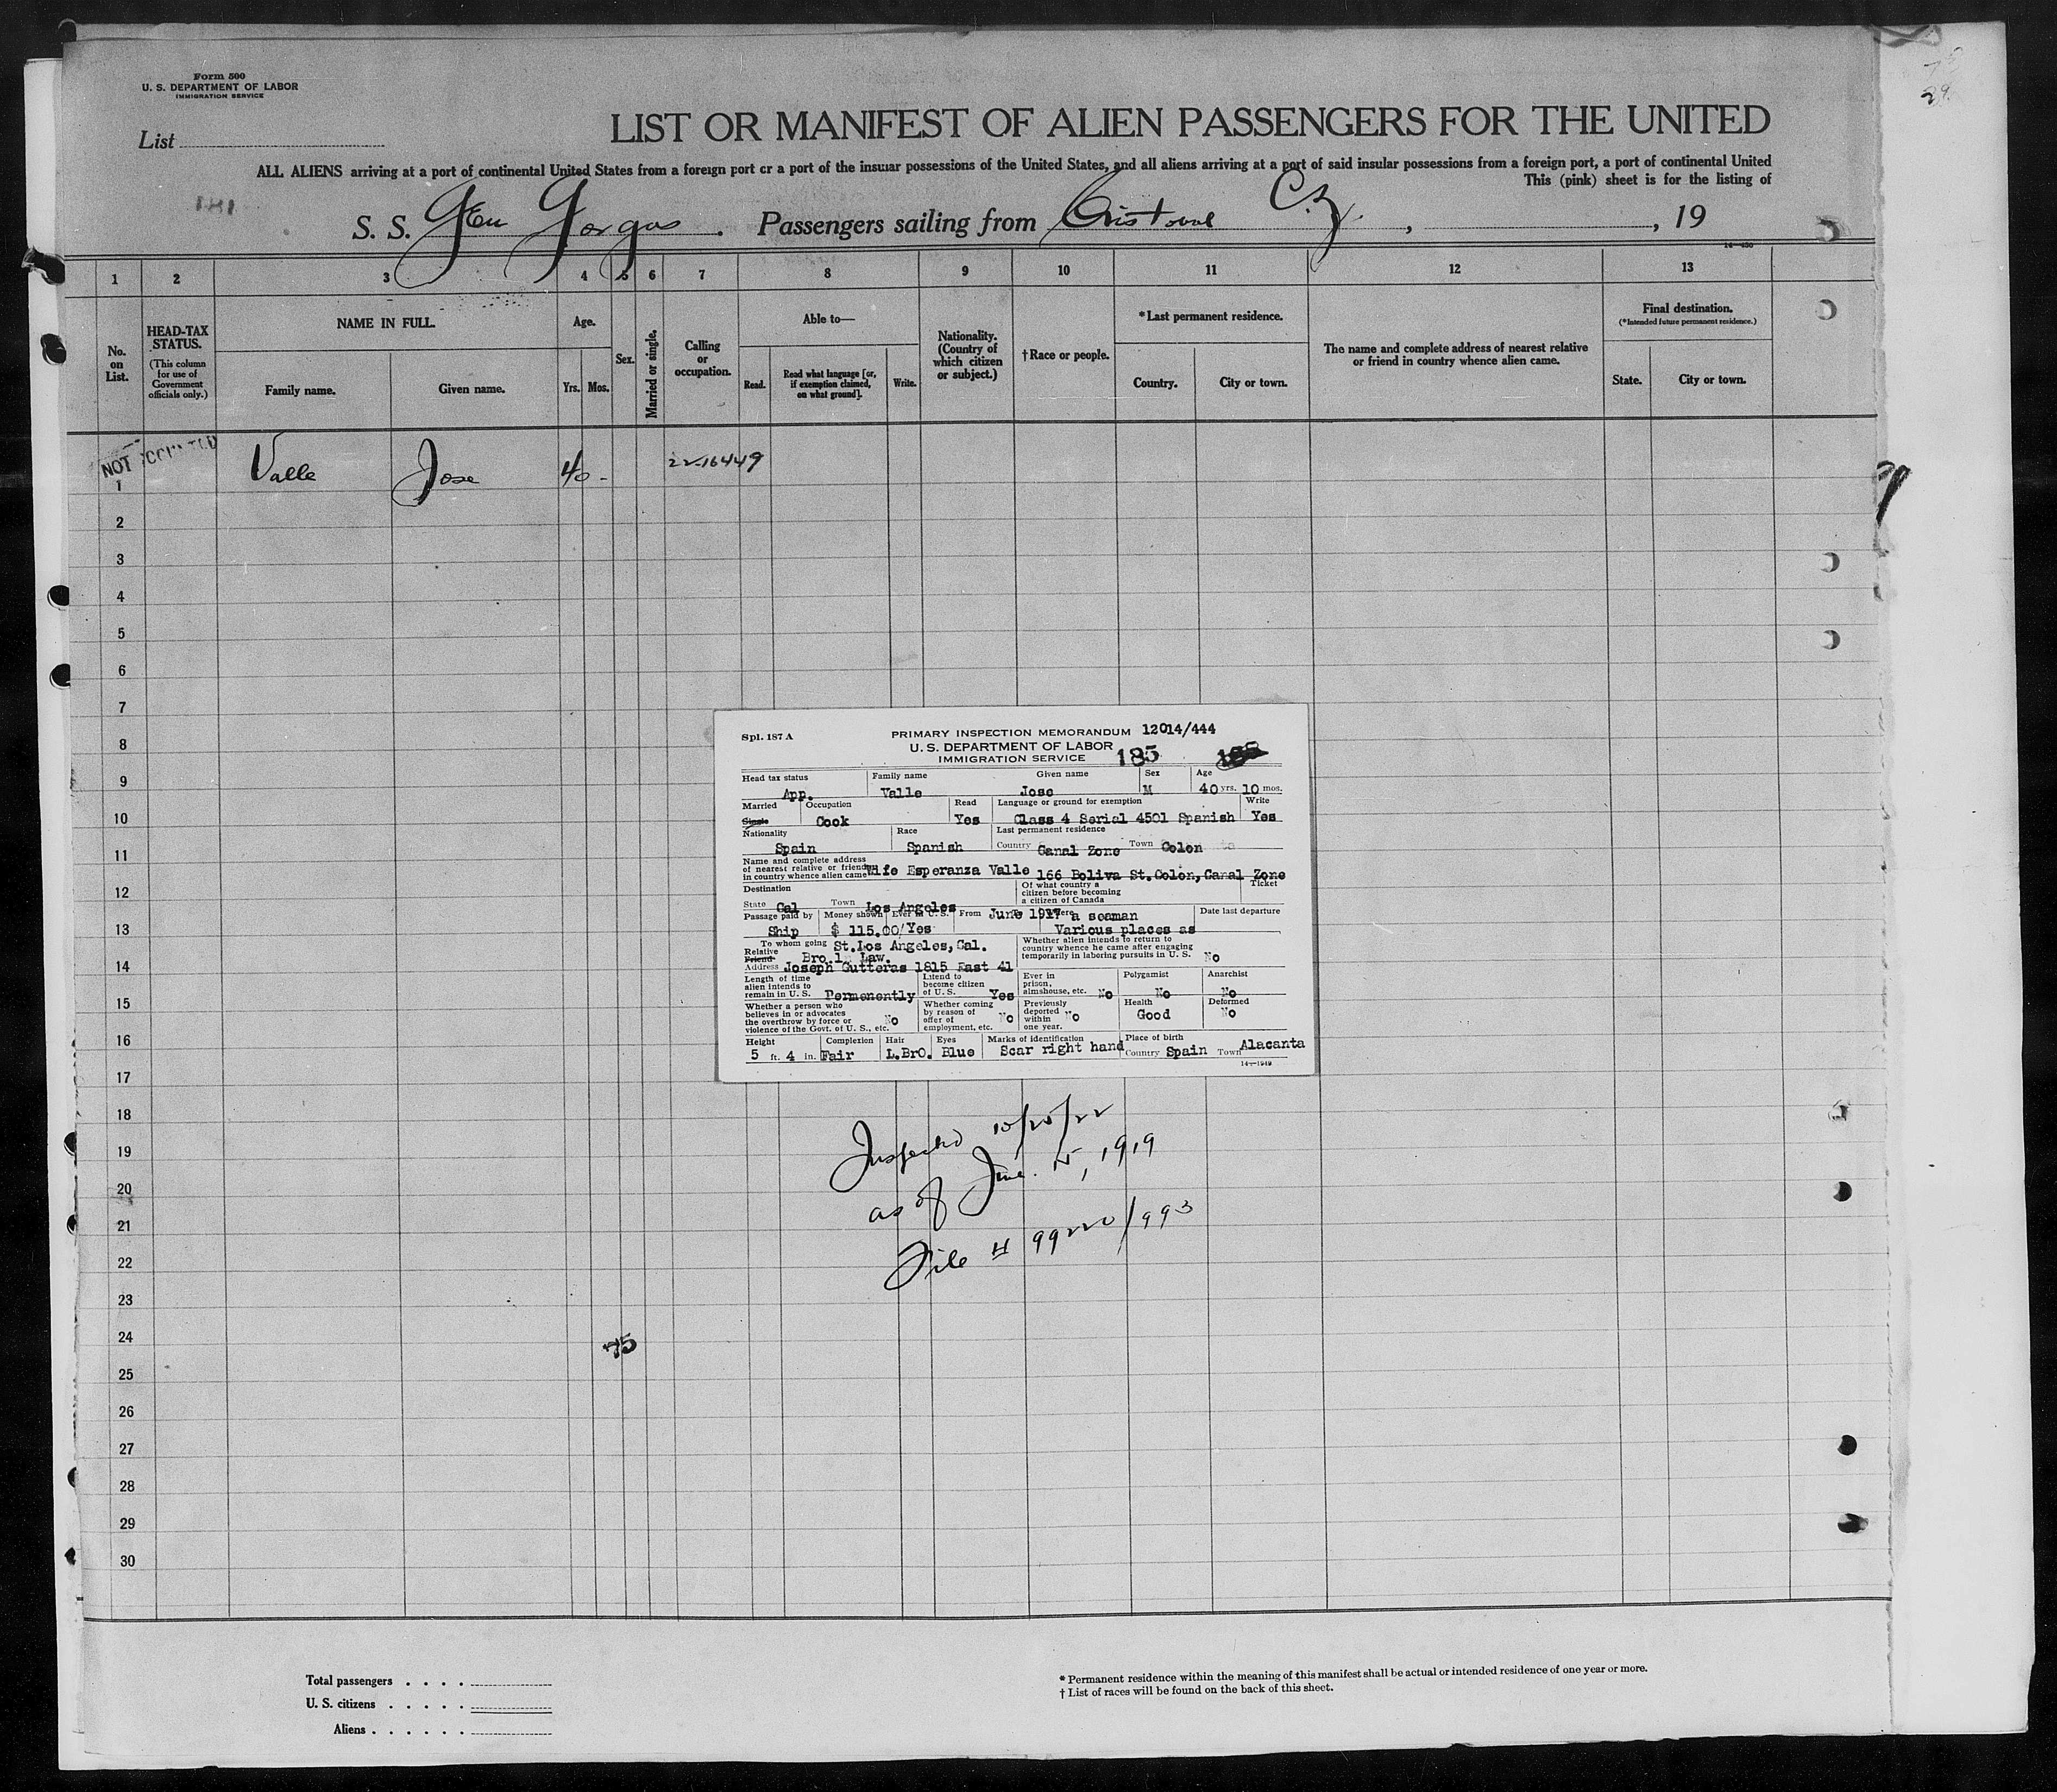 Form 500
U. S. DEPARTMENT OF LABOR
IMMIGRATION SERVICE
List
LIST OR MANIFEST OF ALIEN PASSENGERS FOR THE UNITED
ALL ALIENS arriving at a port of continental United States from a foreign port or a port of the insular possessions of the United States, and all aliens arriving at a port of said insular possessions from a foreign port, a port of continental United
This (pink) sheet is for the listing of
181
S. S. Gen Gorgas. Passengers sailing from Cristoval C.Z., , 19
1 2 3 4 5 6 7 8 9 10 11 12 13
No. on List.
HEAD-TAX STATUS.
(This column for use of Government officials only.)
NAME IN FULL.
Family name. Given name.
Age.
Yrs. Mos.
Sex.
Married or single.
Calling or occupation.
Able to—
Read. Read what language [or, if exemption claimed, on what ground]. Write.
Nationality. (Country of which citizen or subject.)
†Race or people.
*Last permanent residence.
Country. City or town.
The name and complete address of nearest relative or friend in country whence alien came.
Final destination.
(*Intended future permanent residence.)
State. City or town.
NOT
1 Valle Jose 40 - 22-16449
2
3
4
5
6
7
8
9
10
11
12
13
14
15
16
17
18
19
20
21
22
23
24
25
26
27
28
29
30
Spl. 187 A PRIMARY INSPECTION MEMORANDUM 12014/444
U. S. DEPARTMENT OF LABOR
IMMIGRATION SERVICE 185
Head tax status Family name Given name Sex Age
App. Valle Jose M 40 yrs. 10 mos.
Married Occupation Read Language or ground for exemption Write
Single Cook Yes Class 4 Serial 4501 Spanish Yes
Nationality Race Last permanent residence
Spain Spanish Country Canal Zone Town Colon
Name and complete address
of nearest relative or friend
in country whence alien came Wife Esperanza Valle 166 Boliva St. Colon, Canal Zone
Destination Of what country a citizen before becoming a citizen of Canada Ticket
State Cal Town Los Angeles
Passage paid by Money shown Ever in U.S. From June 1917 a seaman Date last departure
Ship $ 115.00 Yes Various places as
To whom going St. Los Angeles, Cal.
Relative Friend Bro. 1 Law.
Address Joseph Gutteras 1815 East 41
Whether alien intends to return to country whence he came after engaging temporarily in laboring pursuits in U. S. No
Length of time alien intends to remain in U. S. Permenently
Intend to become citizen of U. S. Yes
Ever in prison, almshouse, etc. No
Polygamist No
Anarchist No
Whether a person who believes in or advocates the overthrow by force or violence of the Govt. of U. S., etc. No
Whether coming by reason of offer of employment, etc. No
Previously deported within one year. No
Health Good
Deformed No
Height Complexion Hair Eyes Marks of identification Place of birth
5 ft. 4 in. Fair L.BrO. Blue Scar right hand Country Spain Town Alacanta
14—1949
Inspected 10/25/22
as of June 15, 1919
File # 99220/993
75
Total passengers
U. S. citizens
Aliens
* Permanent residence within the meaning of this manifest shall be actual or intended residence of one year or more.
† List of races will be found on the back of this sheet.